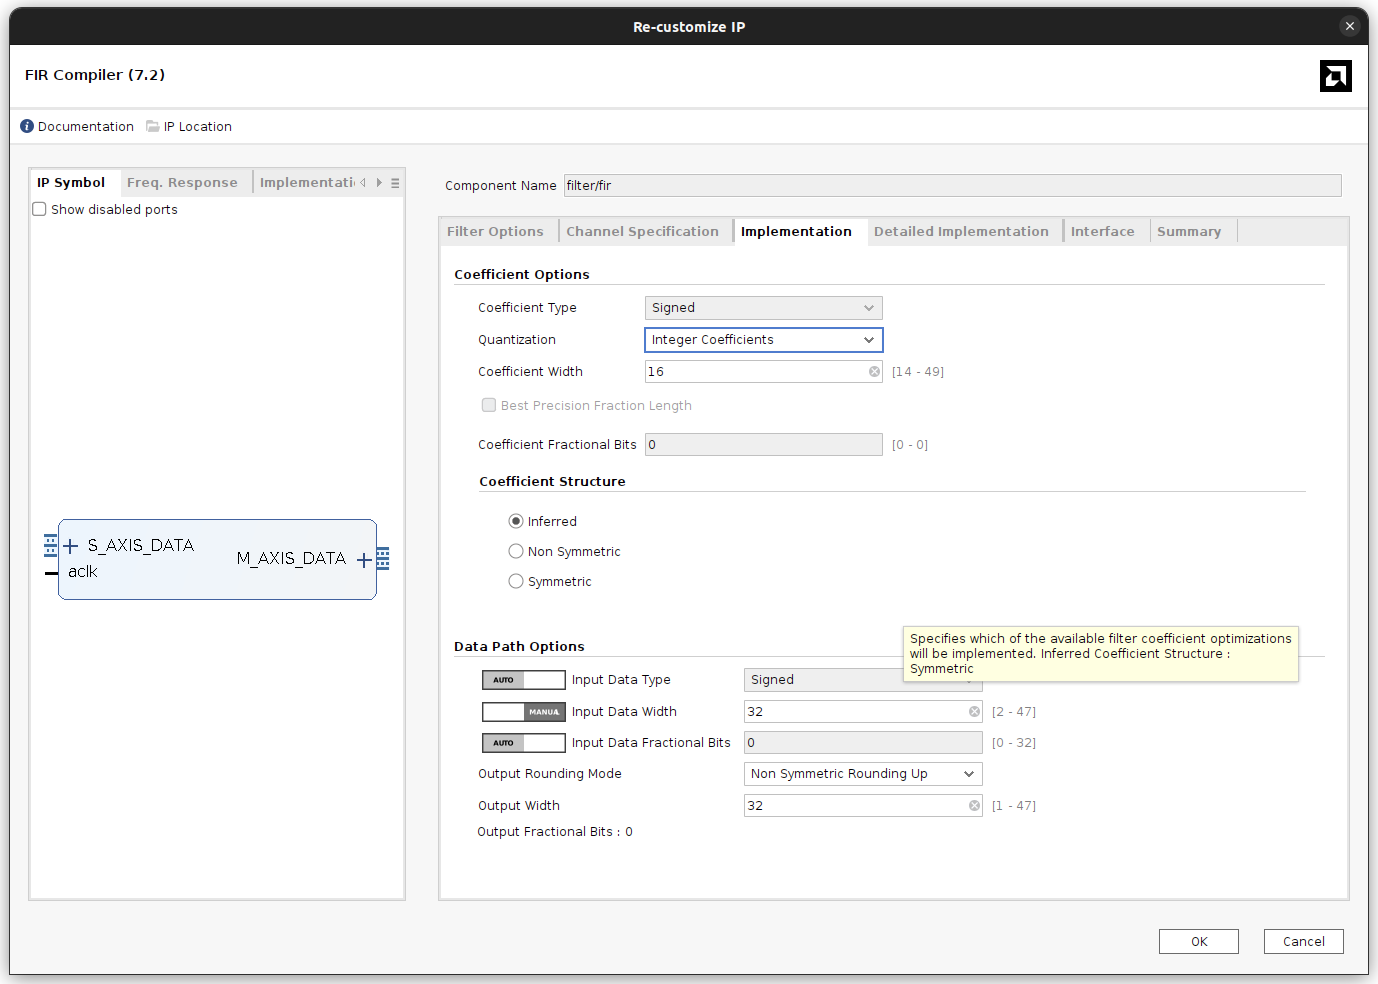 Re-customize IP
FIR Compiler (7.2)
Documentation
IP Location
IP Symbol
Freq. Response
Implementati
Show disabled ports
S_AXIS_DATA
M_AXIS_DATA
aclk
Component Name
filter/fir
Filter Options
Channel Specification
Implementation
Detailed Implementation
Interface
Summary
Coefficient Options
Coefficient Type
Signed
Quantization
Integer Coefficients
Coefficient Width
16
[14 - 49]
Best Precision Fraction Length
Coefficient Fractional Bits
0
[0 - 0]
Coefficient Structure
Inferred
Non Symmetric
Symmetric
Data Path Options
Specifies which of the available filter coefficient optimizations
will be implemented. Inferred Coefficient Structure :
Symmetric
AUTO
Input Data Type
Signed
MANUA
Input Data Width
32
[2 - 47]
AUTO
Input Data Fractional Bits
0
[0 - 32]
Output Rounding Mode
Non Symmetric Rounding Up
Output Width
32
[1 - 47]
Output Fractional Bits : 0
OK
Cancel